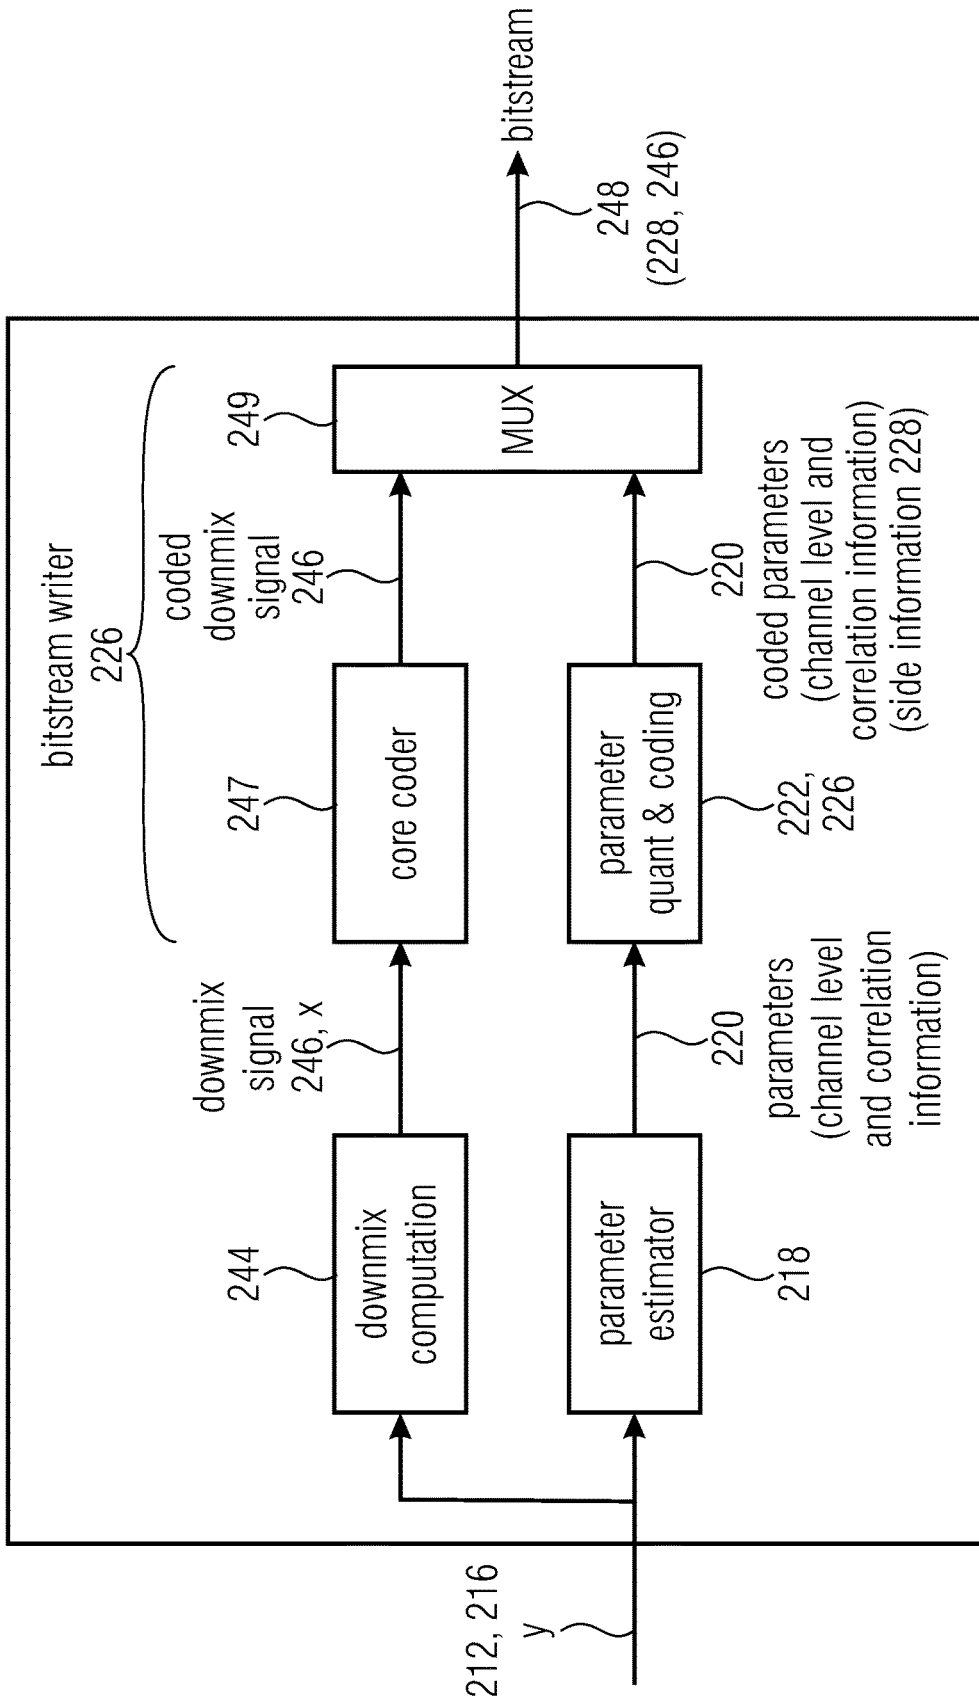 bitstream writer
226
212, 216
y
244
downmix
computation
downmix
signal
246, x
247
core coder
coded
downmix
signal
246
249
MUX
bitstream
248
(228, 246)
parameter
estimator
218
220
parameters
(channel level
and correlation
information)
parameter
quant & coding
222,
226
220
coded parameters
(channel level and
correlation information)
(side information 228)